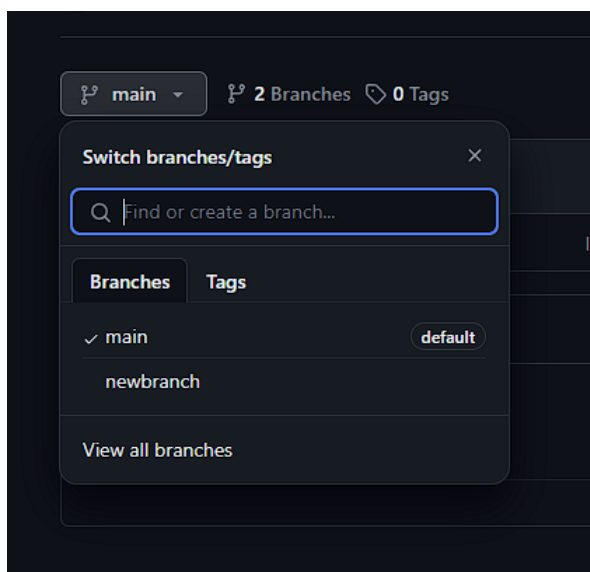 main 2 Branches 0 Tags
Switch branches/tags
Find or create a branch...
Branches Tags
main default
newbranch
View all branches